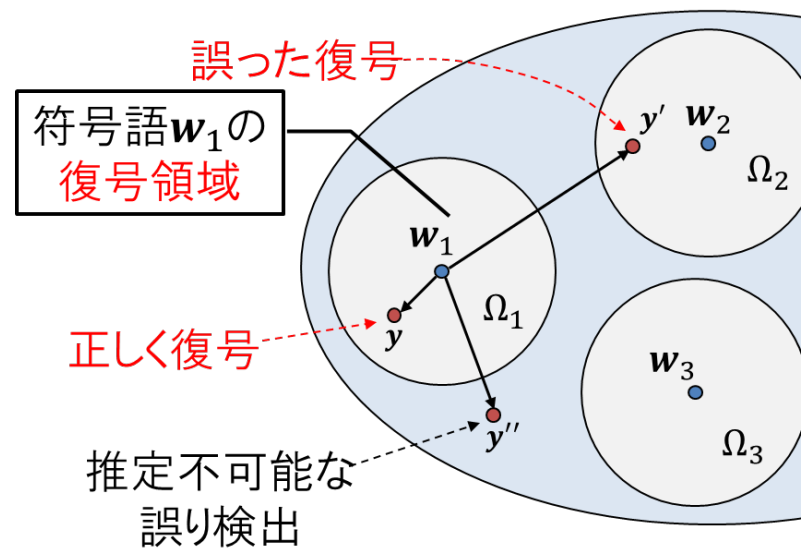 誤った復号
符号語𝒘₁の
復号領域
𝒚′
𝒘₂
Ω₂
𝒘₁
Ω₁
𝒚
正しく復号
𝒘₃
Ω₃
𝒚′′
推定不可能な
誤り検出